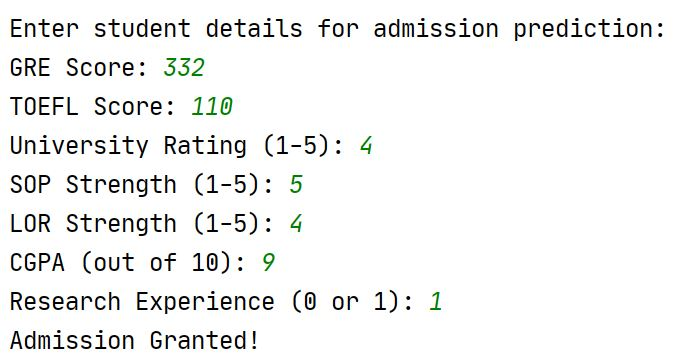 Enter student details for admission prediction:
GRE Score: 332
TOEFL Score: 110
University Rating (1-5): 4
SOP Strength (1-5): 5
LOR Strength (1-5): 4
CGPA (out of 10): 9
Research Experience (0 or 1): 1
Admission Granted!